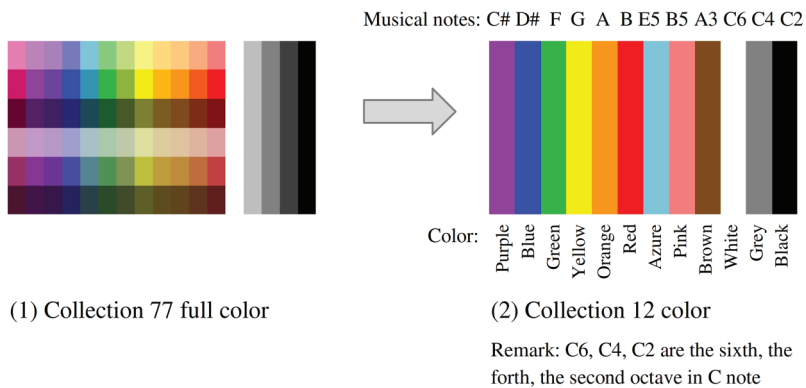 Musical notes: C# D# F G A B E5 B5 A3 C6 C4 C2
Color: Purple Blue Green Yellow Orange Red Azure Pink Brown White Grey Black
(1) Collection 77 full color
(2) Collection 12 color
Remark: C6, C4, C2 are the sixth, the
forth, the second octave in C note